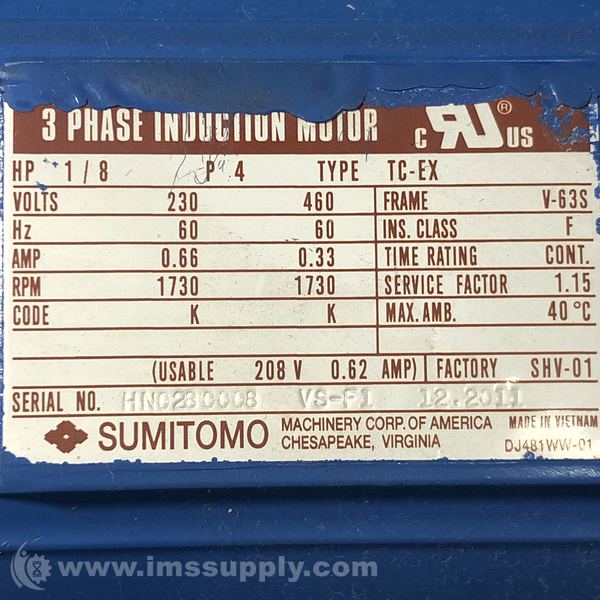 3 PHASE INDUCTION MOTOR
c RU ® US
HP 1/8 P 4 TYPE TC-EX
VOLTS 230 460 FRAME V-63S
Hz 60 60 INS. CLASS F
AMP 0.66 0.33 TIME RATING CONT.
RPM 1730 1730 SERVICE FACTOR 1.15
CODE K K MAX. AMB. 40 °C
(USABLE 208 V 0.62 AMP) FACTORY SHV-01
SERIAL NO. HN0230008 VS-F1 12.2011
SUMITOMO MACHINERY CORP. OF AMERICA
CHESAPEAKE, VIRGINIA
MADE IN VIETNAM
DJ481WW-01
© www.imssupply.com